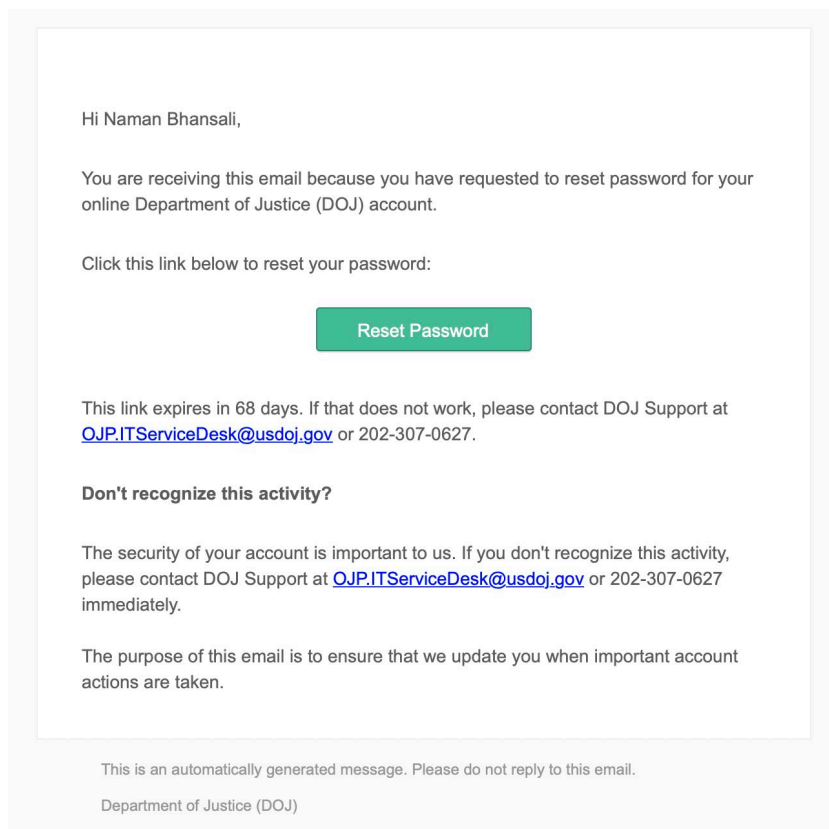 Hi Naman Bhansali,
You are receiving this email because you have requested to reset password for your
online Department of Justice (DOJ) account.
Click this link below to reset your password:
Reset Password
This link expires in 68 days. If that does not work, please contact DOJ Support at
OJP.ITServiceDesk@usdoj.gov or 202-307-0627.
Don't recognize this activity?
The security of your account is important to us. If you don't recognize this activity,
please contact DOJ Support at OJP.ITServiceDesk@usdoj.gov or 202-307-0627
immediately.
The purpose of this email is to ensure that we update you when important account
actions are taken.
This is an automatically generated message. Please do not reply to this email.
Department of Justice (DOJ)